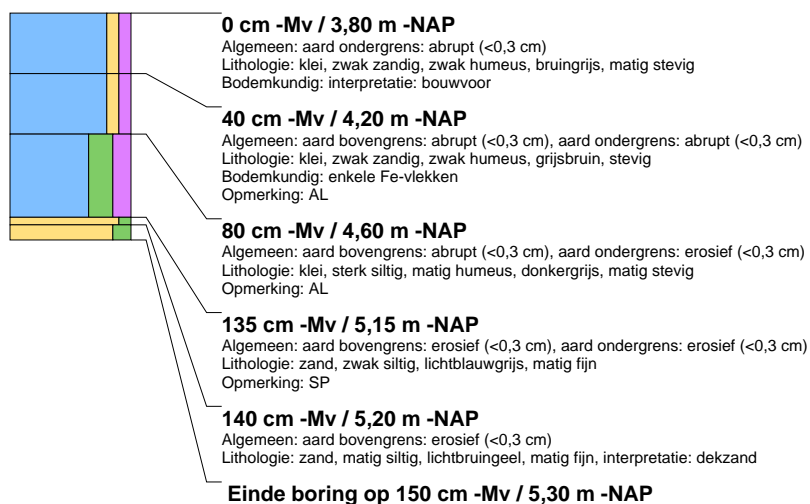 0 cm -Mv / 3,80 m -NAP
Algemeen: aard ondergrens: abrupt (<0,3 cm)
Lithologie: klei, zwak zandig, zwak humeus, bruingrijs, matig stevig
Bodemkundig: interpretatie: bouwvoor
40 cm -Mv / 4,20 m -NAP
Algemeen: aard bovengrens: abrupt (<0,3 cm), aard ondergrens: abrupt (<0,3 cm)
Lithologie: klei, zwak zandig, zwak humeus, grijsbruin, stevig
Bodemkundig: enkele Fe-vlekken
Opmerking: AL
80 cm -Mv / 4,60 m -NAP
Algemeen: aard bovengrens: abrupt (<0,3 cm), aard ondergrens: erosief (<0,3 cm)
Lithologie: klei, sterk siltig, matig humeus, donkergrijs, matig stevig
Opmerking: AL
135 cm -Mv / 5,15 m -NAP
Algemeen: aard bovengrens: erosief (<0,3 cm), aard ondergrens: erosief (<0,3 cm)
Lithologie: zand, zwak siltig, lichtblauwgrijs, matig fijn
Opmerking: SP
140 cm -Mv / 5,20 m -NAP
Algemeen: aard bovengrens: erosief (<0,3 cm)
Lithologie: zand, matig siltig, lichtbruingeel, matig fijn, interpretatie: dekzand
Einde boring op 150 cm -Mv / 5,30 m -NAP